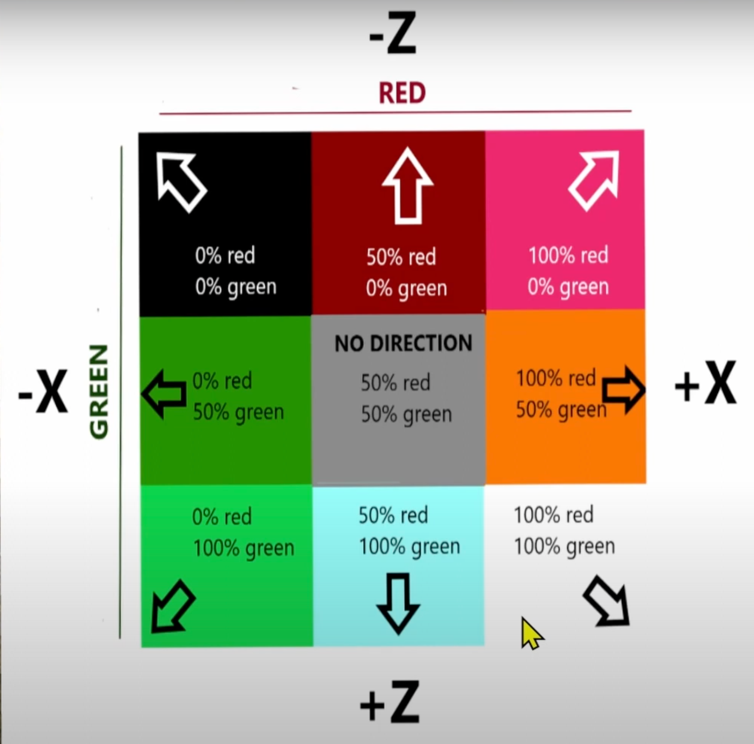 -Z
RED
0% red
0% green
50% red
0% green
100% red
0% green
-X
GREEN
0% red
50% green
NO DIRECTION
50% red
50% green
100% red
50% green
+X
0% red
100% green
50% red
100% green
100% red
100% green
+Z